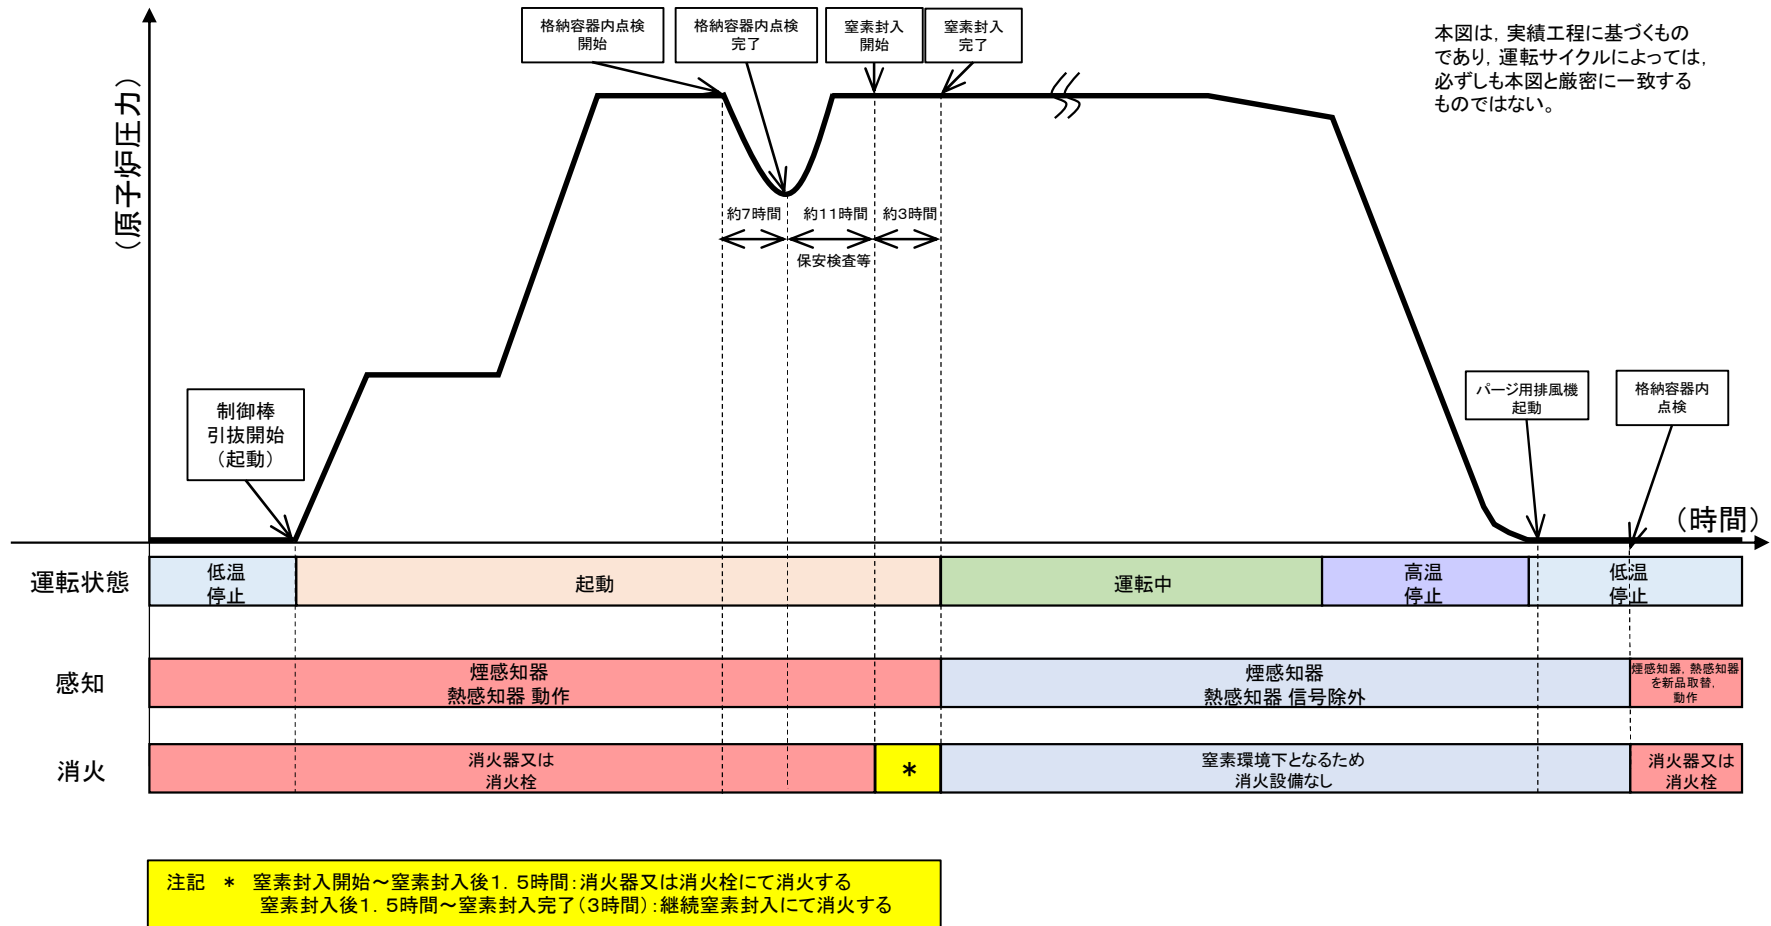 格納容器内点検
開始
格納容器内点検
完了
窒素封入
開始
窒素封入
完了
本図は，実績工程に基づくもの
であり，運転サイクルによっては，
必ずしも本図と厳密に一致する
ものではない。
（原子炉圧力）
約7時間
約11時間
約3時間
保安検査等
制御棒
引抜開始
（起動）
パージ用排風機
起動
格納容器内
点検
（時間）
運転状態
低温
停止
起動
運転中
高温
停止
低温
停止
感知
煙感知器
熱感知器 動作
煙感知器
熱感知器 信号除外
煙感知器，熱感知器
を新品取替，
動作
消火
消火器又は
消火栓
*
窒素環境下となるため
消火設備なし
消火器又は
消火栓
注記　*　窒素封入開始～窒素封入後1．5時間：消火器又は消火栓にて消火する
窒素封入後1．5時間～窒素封入完了（3時間）：継続窒素封入にて消火する